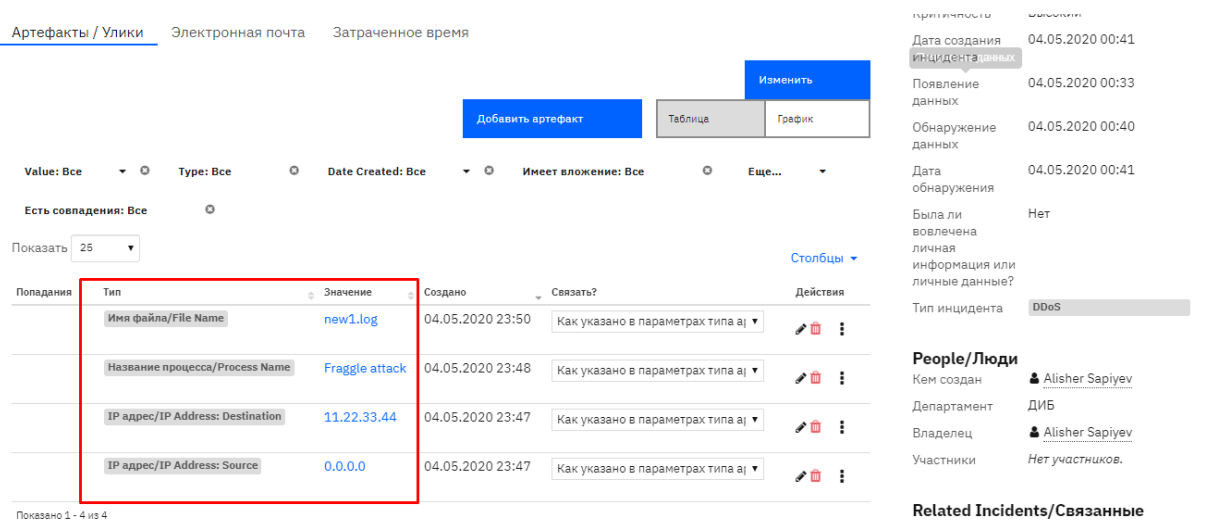 Артефакты / Улики
Электронная почта
Затраченное время
Изменить
Добавить артефакт
Таблица
График
Value: Все
Type: Все
Date Created: Все
Имеет вложение: Все
Еще...
Есть совпадения: Все
Показать 25
Столбцы
Попадания
Тип
Значение
Создано
Связать?
Действия
Имя файла/File Name
new1.log
04.05.2020 23:50
Как указано в параметрах типа а
Название процесса/Process Name
Fraggle attack
04.05.2020 23:48
Как указано в параметрах типа а
IP адрес/IP Address: Destination
11.22.33.44
04.05.2020 23:47
Как указано в параметрах типа а
IP адрес/IP Address: Source
0.0.0.0
04.05.2020 23:47
Как указано в параметрах типа а
Показано 1 - 4 из 4
Дата создания
инцидента
04.05.2020 00:41
Появление
данных
04.05.2020 00:33
Обнаружение
данных
04.05.2020 00:40
Дата
обнаружения
04.05.2020 00:41
Была ли
вовлечена
личная
информация или
личные данные?
Нет
Тип инцидента
DDoS
People/Люди
Кем создан
Alisher Sapiyev
Департамент
ДИБ
Владелец
Alisher Sapiyev
Участники
Нет участников.
Related Incidents/Связанные